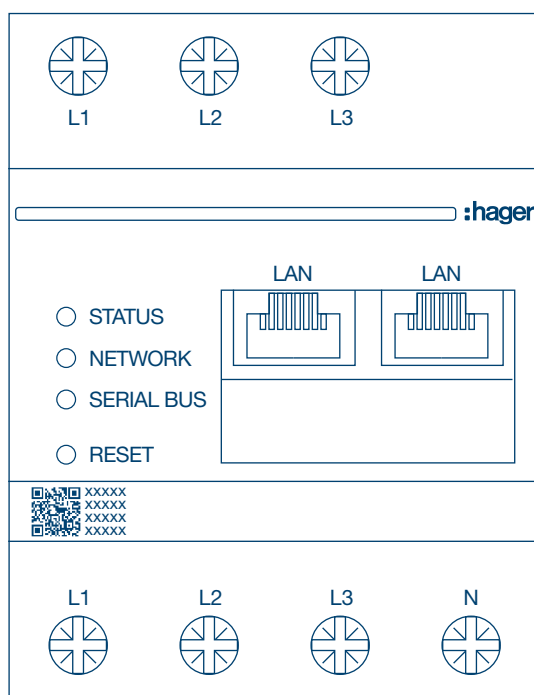 L1 L2 L3
:hager
LAN LAN
STATUS
NETWORK
SERIAL BUS
RESET
XXXXX
XXXXX
XXXXX
XXXXX
L1 L2 L3 N